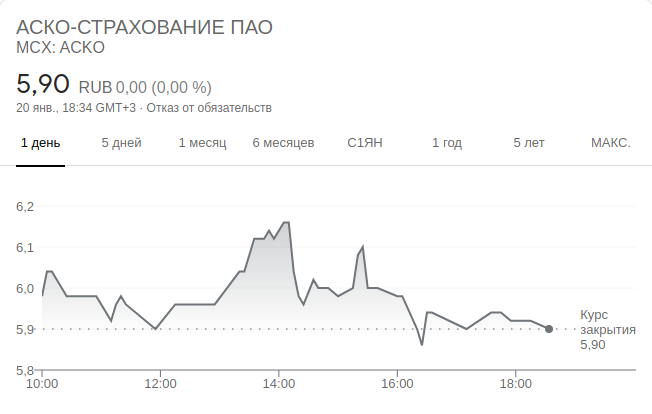 АСКО-СТРАХОВАНИЕ ПАО
MCX: ACKO
5,90 RUB 0,00 (0,00 %)
20 янв., 18:34 GMT+3 · Отказ от обязательств
1 день 5 дней 1 месяц 6 месяцев С1ЯН 1 год 5 лет МАКС.
6,2
6,1
6,0
5,9
5,8
Курс
закрытия
5,90
10:00 12:00 14:00 16:00 18:00